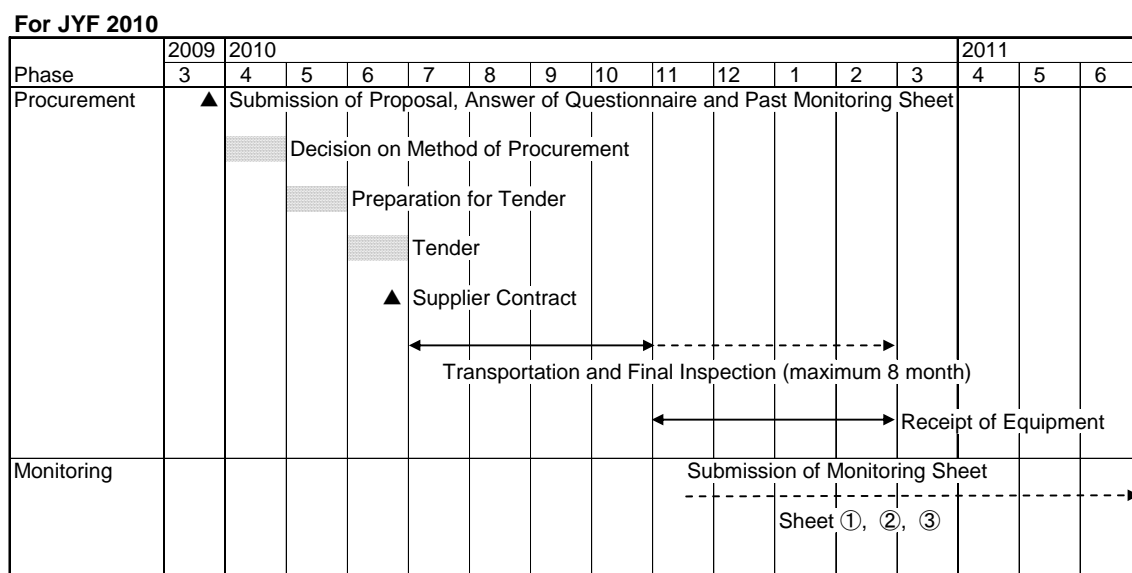 For JYF 2010
2009 2010 2011
Phase 3 4 5 6 7 8 9 10 11 12 1 2 3 4 5 6
Procurement ▲ Submission of Proposal, Answer of Questionnaire and Past Monitoring Sheet
Decision on Method of Procurement
Preparation for Tender
Tender
▲ Supplier Contract
Transportation and Final Inspection (maximum 8 month)
Receipt of Equipment
Monitoring Submission of Monitoring Sheet
Sheet ①, ②, ③